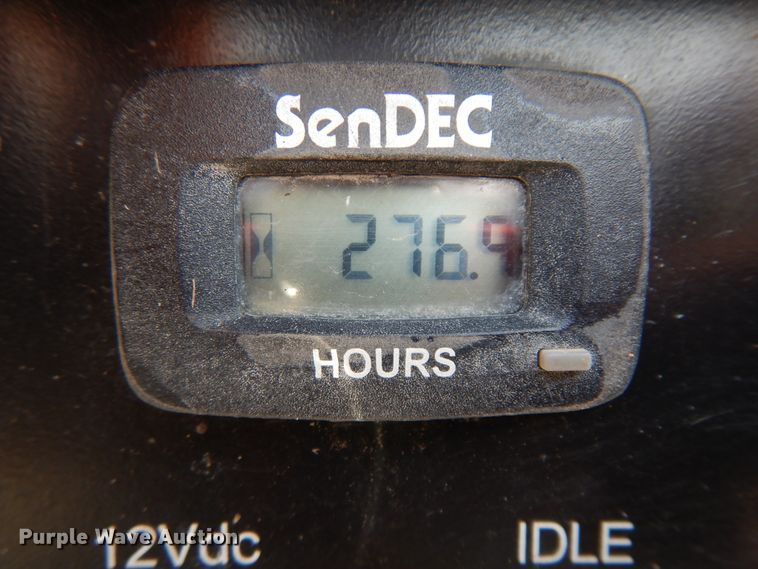 SenDEC
276.9
HOURS
12Vdc
IDLE
Purple Wave Auction